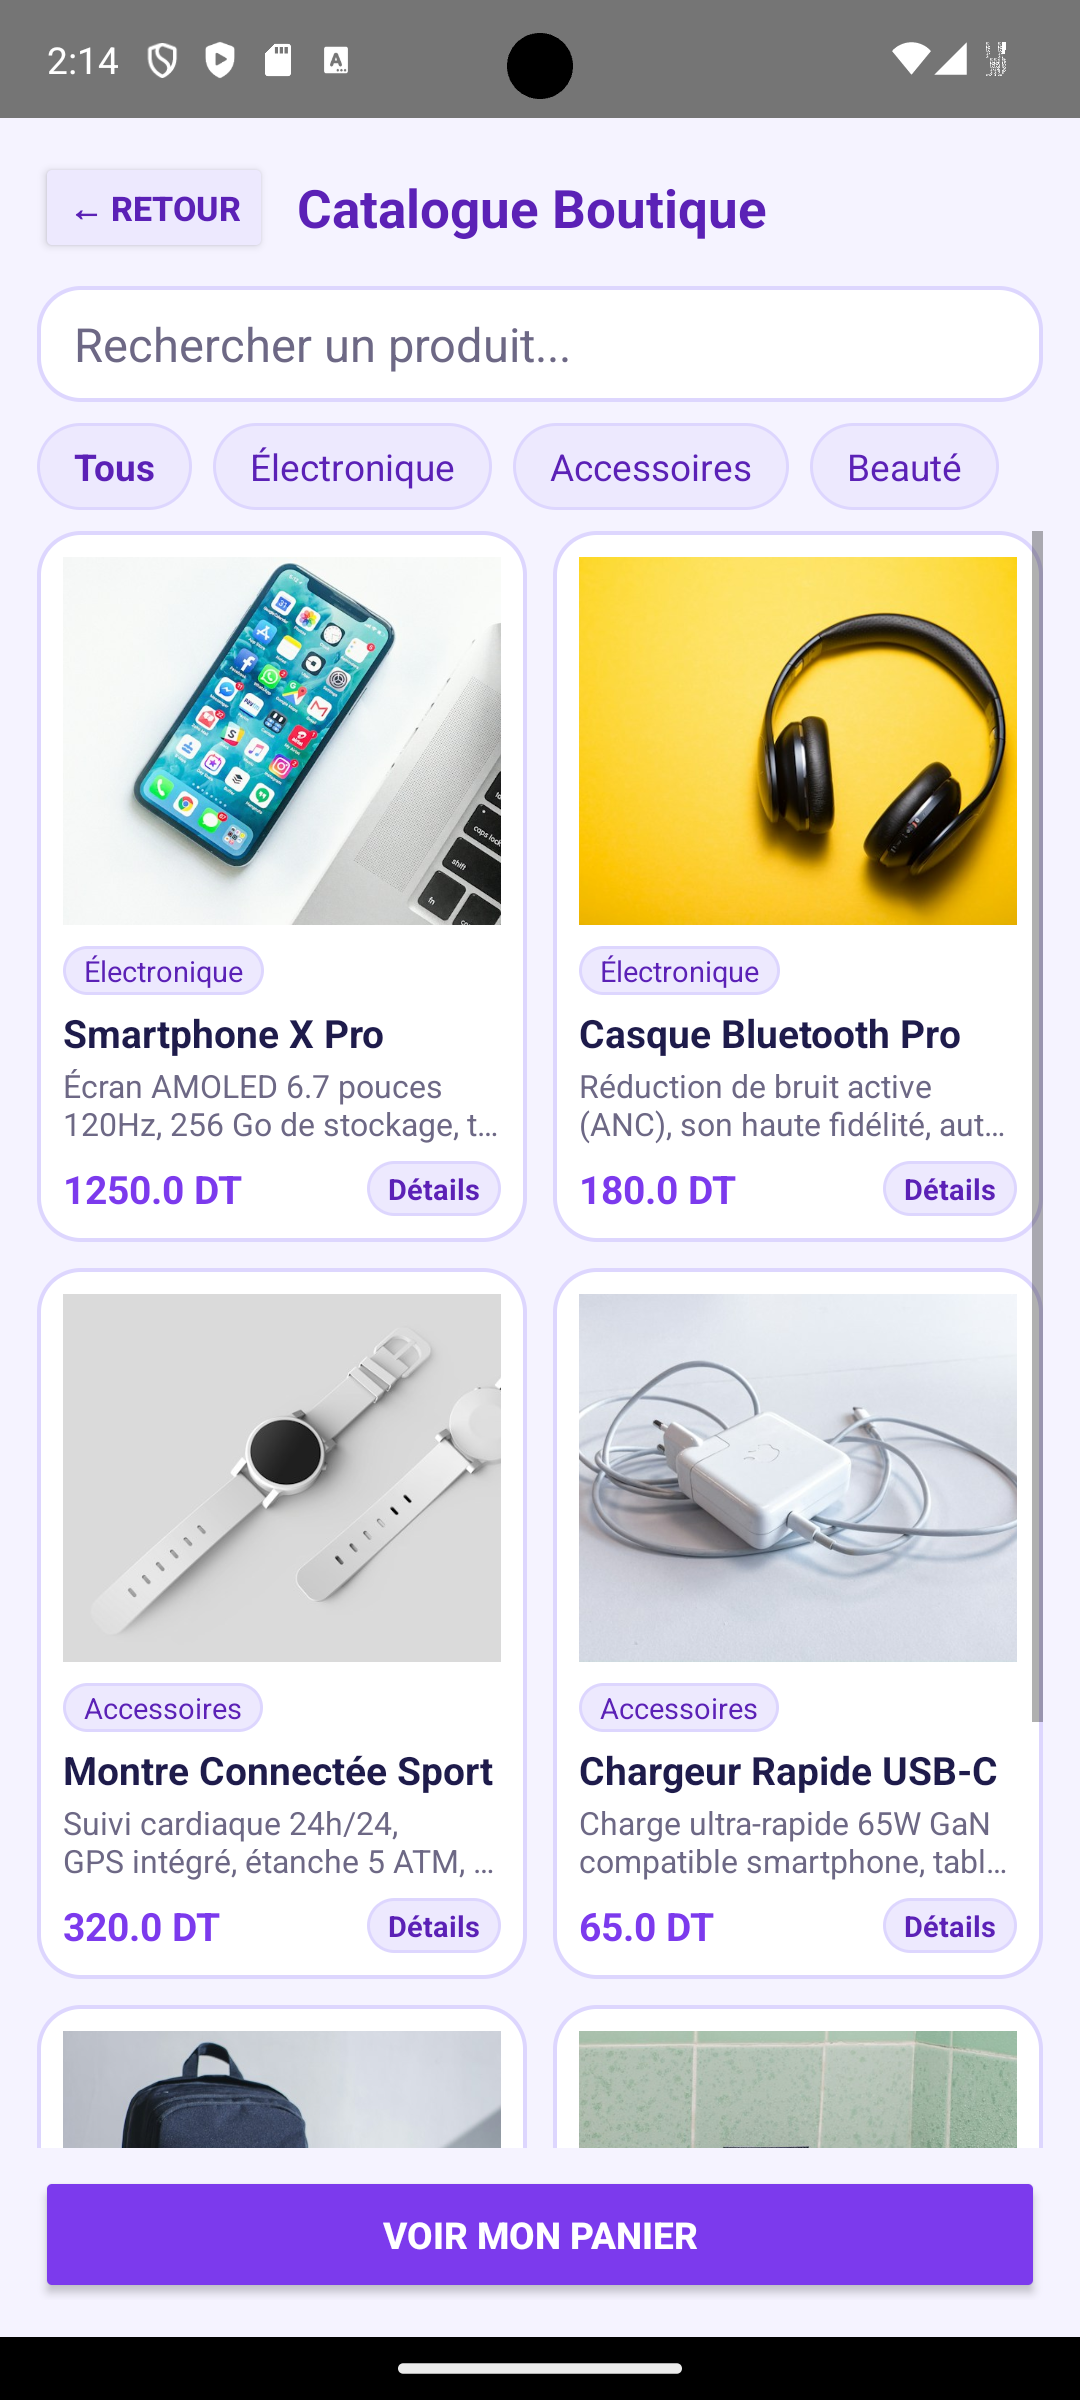 2:14
← RETOUR
Catalogue Boutique
Rechercher un produit...
Tous
Électronique
Accessoires
Beauté
caps lock
shift
fn
Électronique
Smartphone X Pro
Écran AMOLED 6.7 pouces
120Hz, 256 Go de stockage, t...
1250.0 DT
Détails
Électronique
Casque Bluetooth Pro
Réduction de bruit active
(ANC), son haute fidélité, aut...
180.0 DT
Détails
Accessoires
Montre Connectée Sport
Suivi cardiaque 24h/24,
GPS intégré, étanche 5 ATM, ...
320.0 DT
Détails
Accessoires
Chargeur Rapide USB-C
Charge ultra-rapide 65W GaN
compatible smartphone, tabl...
65.0 DT
Détails
VOIR MON PANIER